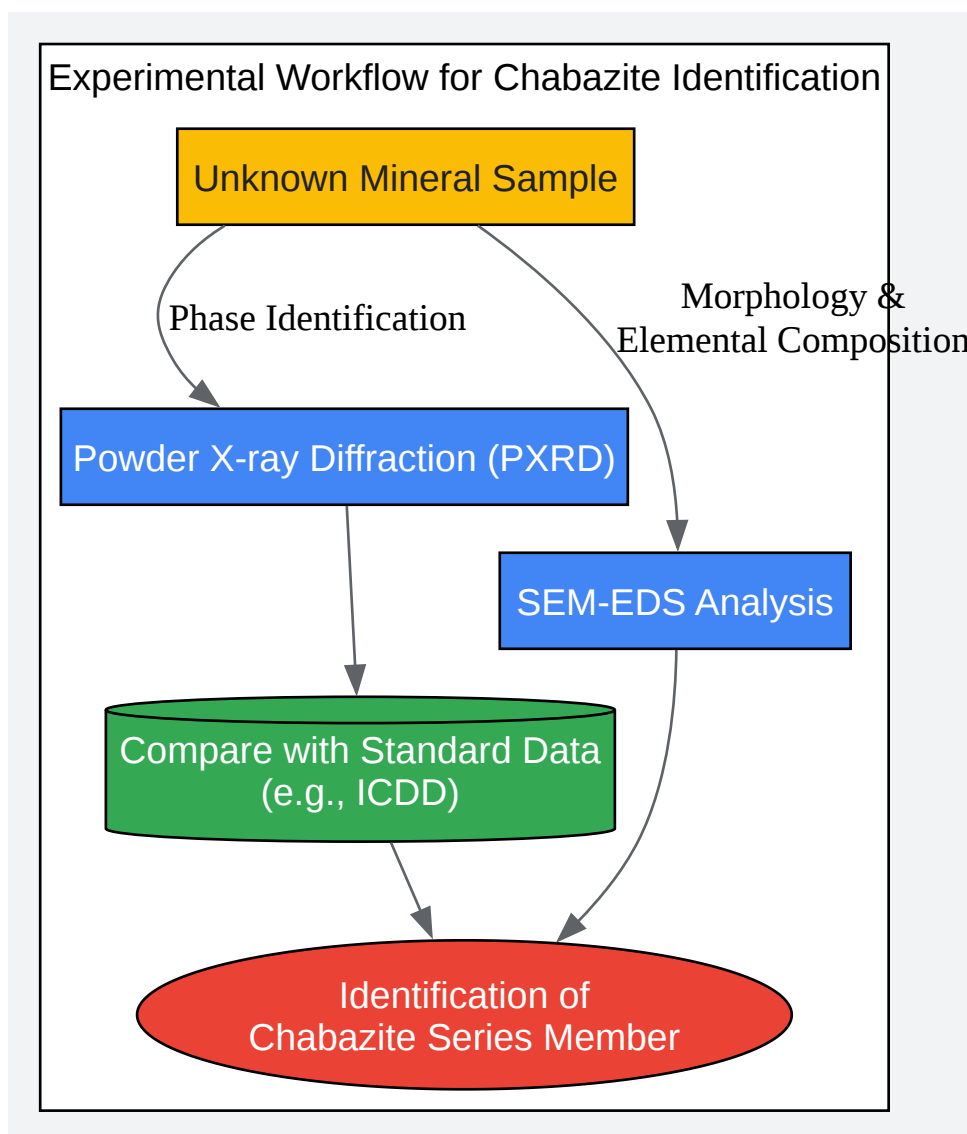 Experimental Workflow for Chabazite Identification
Unknown Mineral Sample
Phase Identification
Morphology &
Elemental Composition
Powder X-ray Diffraction (PXRD)
SEM-EDS Analysis
Compare with Standard Data
(e.g., ICDD)
Identification of
Chabazite Series Member